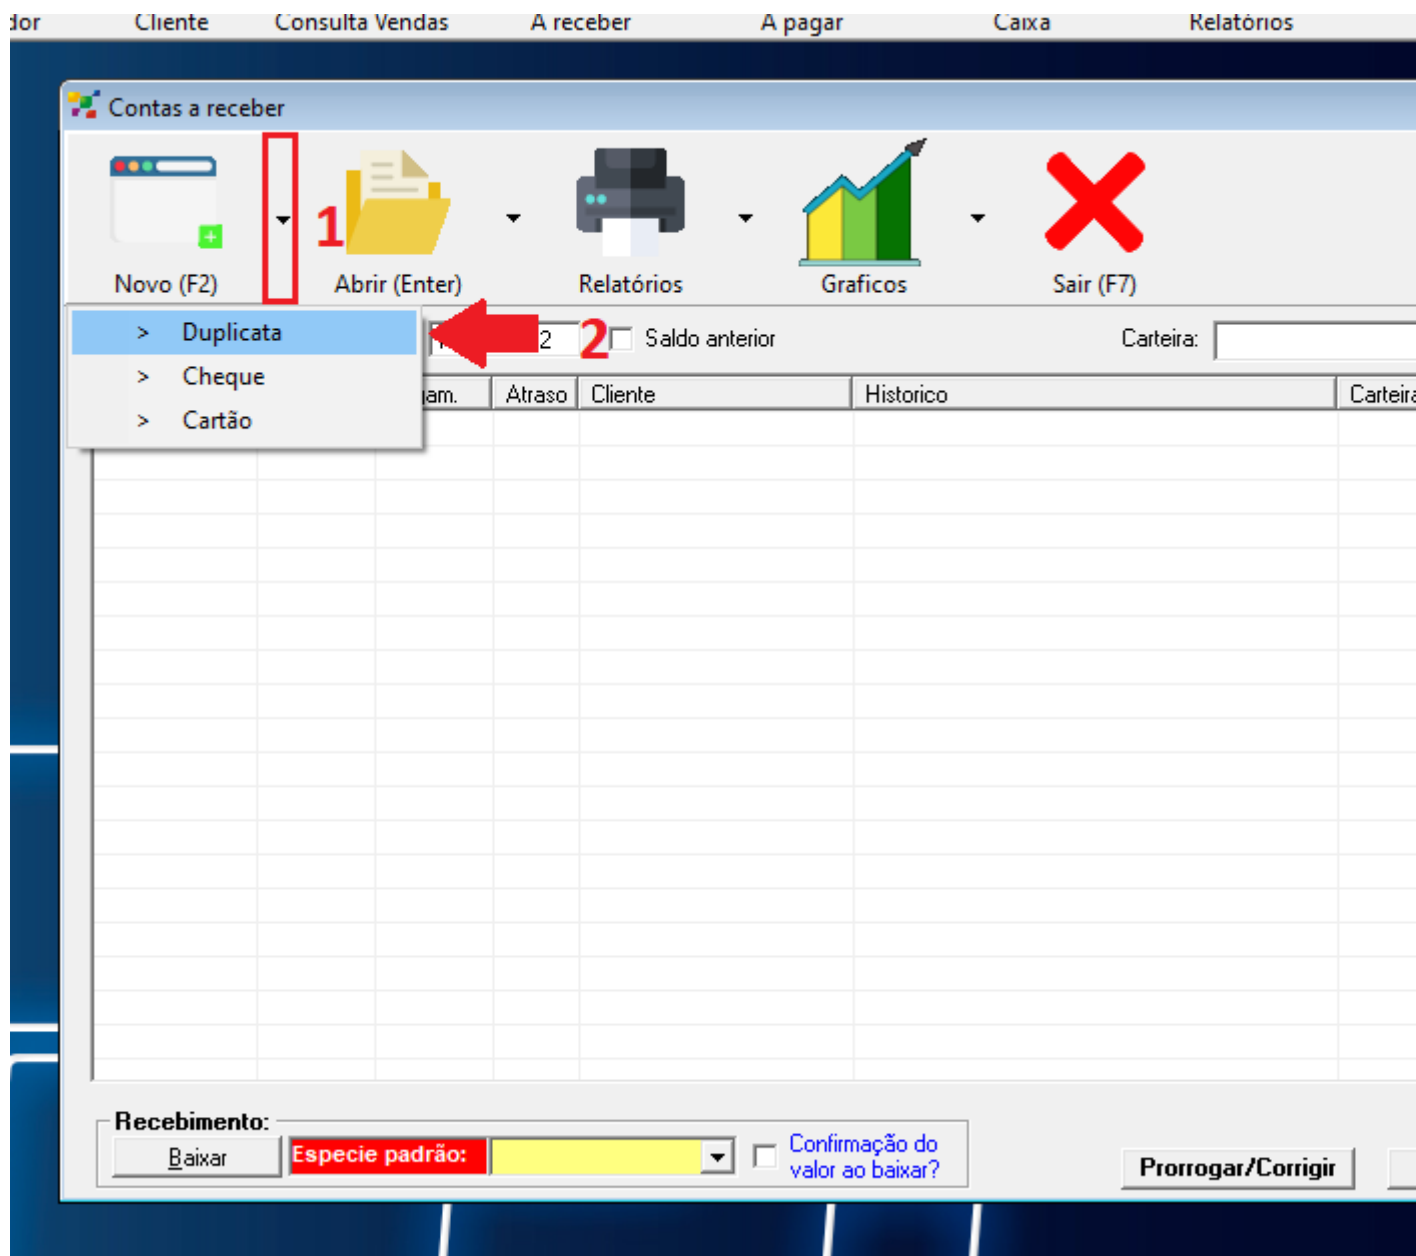 dor Cliente Consulta Vendas A receber A pagar Caixa Relatórios
Contas a receber
1
Novo (F2) Abrir (Enter) Relatórios Graficos Sair (F7)
> Duplicata
2 2 Saldo anterior Carteira:
> Cheque
gam. Atraso Cliente Historico Carteira
> Cartão
Recebimento:
Baixar Especie padrão: Confirmação do
valor ao baixar?
Prorrogar/Corrigir